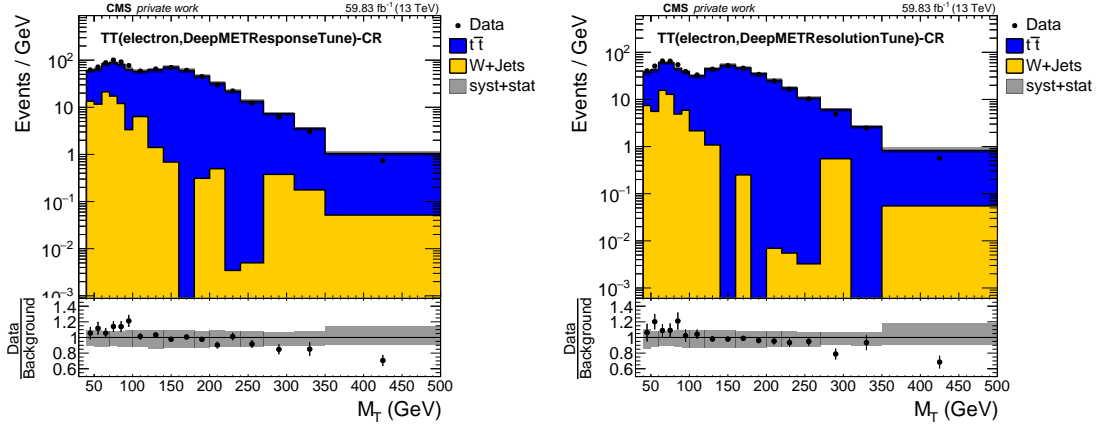 CMS private work 59.83 fb⁻¹ (13 TeV)
TT(electron,DeepMETResponseTune)-CR
Events / GeV
10²
10
1
10⁻¹
10⁻²
10⁻³
Data
tt̅
W+Jets
syst+stat
Data
Background
1.4
1.2
1
0.8
0.6
50 100 150 200 250 300 350 400 450 500
M_T (GeV)
CMS private work 59.83 fb⁻¹ (13 TeV)
TT(electron,DeepMETResolutionTune)-CR
Events / GeV
10²
10
1
10⁻¹
10⁻²
10⁻³
Data
tt̅
W+Jets
syst+stat
Data
Background
1.4
1.2
1
0.8
0.6
50 100 150 200 250 300 350 400 450 500
M_T (GeV)